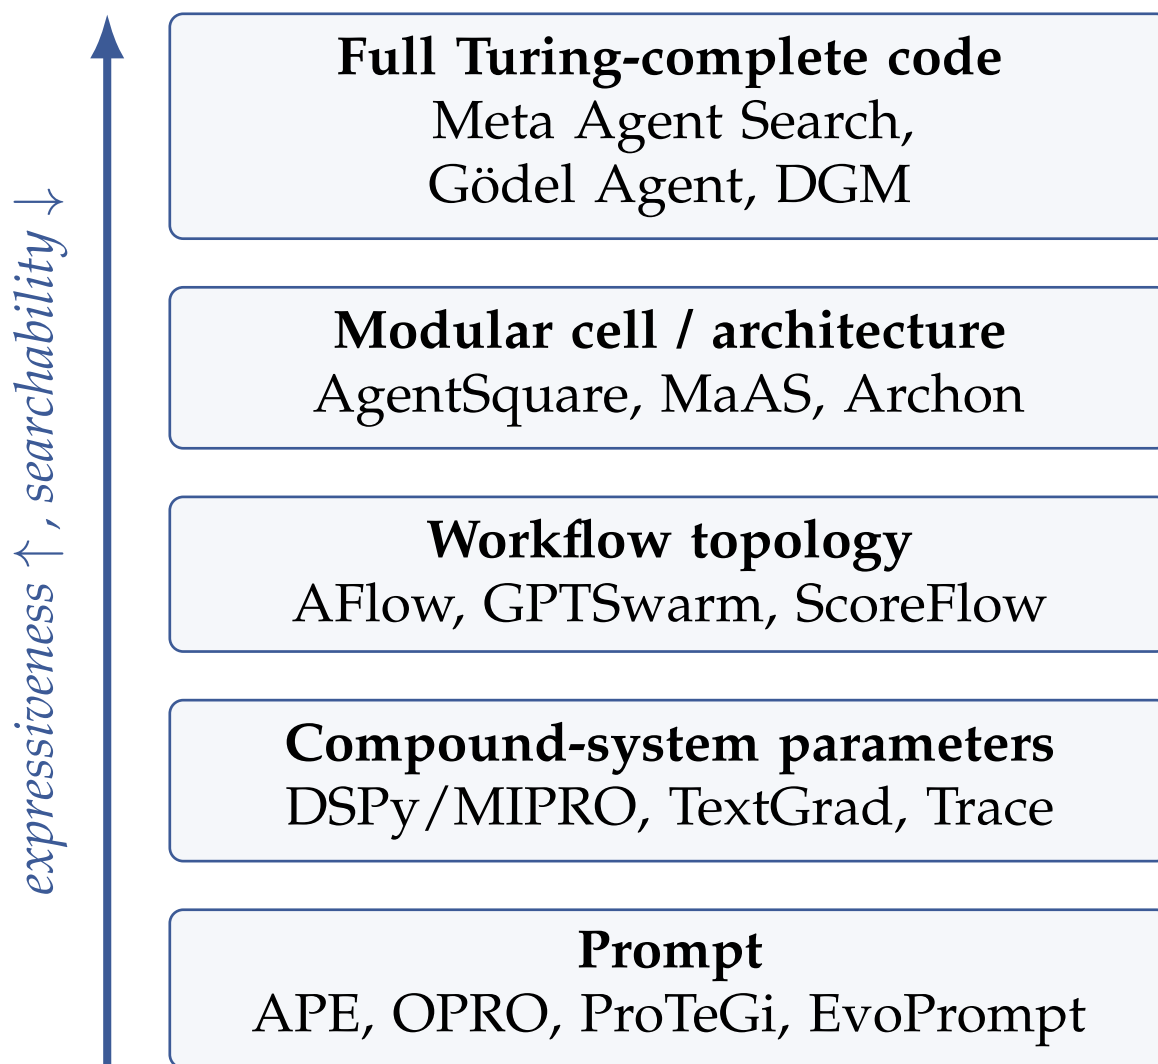 expressiveness ↑, searchability ↓
Full Turing-complete code
Meta Agent Search,
Gödel Agent, DGM
Modular cell / architecture
AgentSquare, MaAS, Archon
Workflow topology
AFlow, GPTSwarm, ScoreFlow
Compound-system parameters
DSPy/MIPRO, TextGrad, Trace
Prompt
APE, OPRO, ProTeGi, EvoPrompt